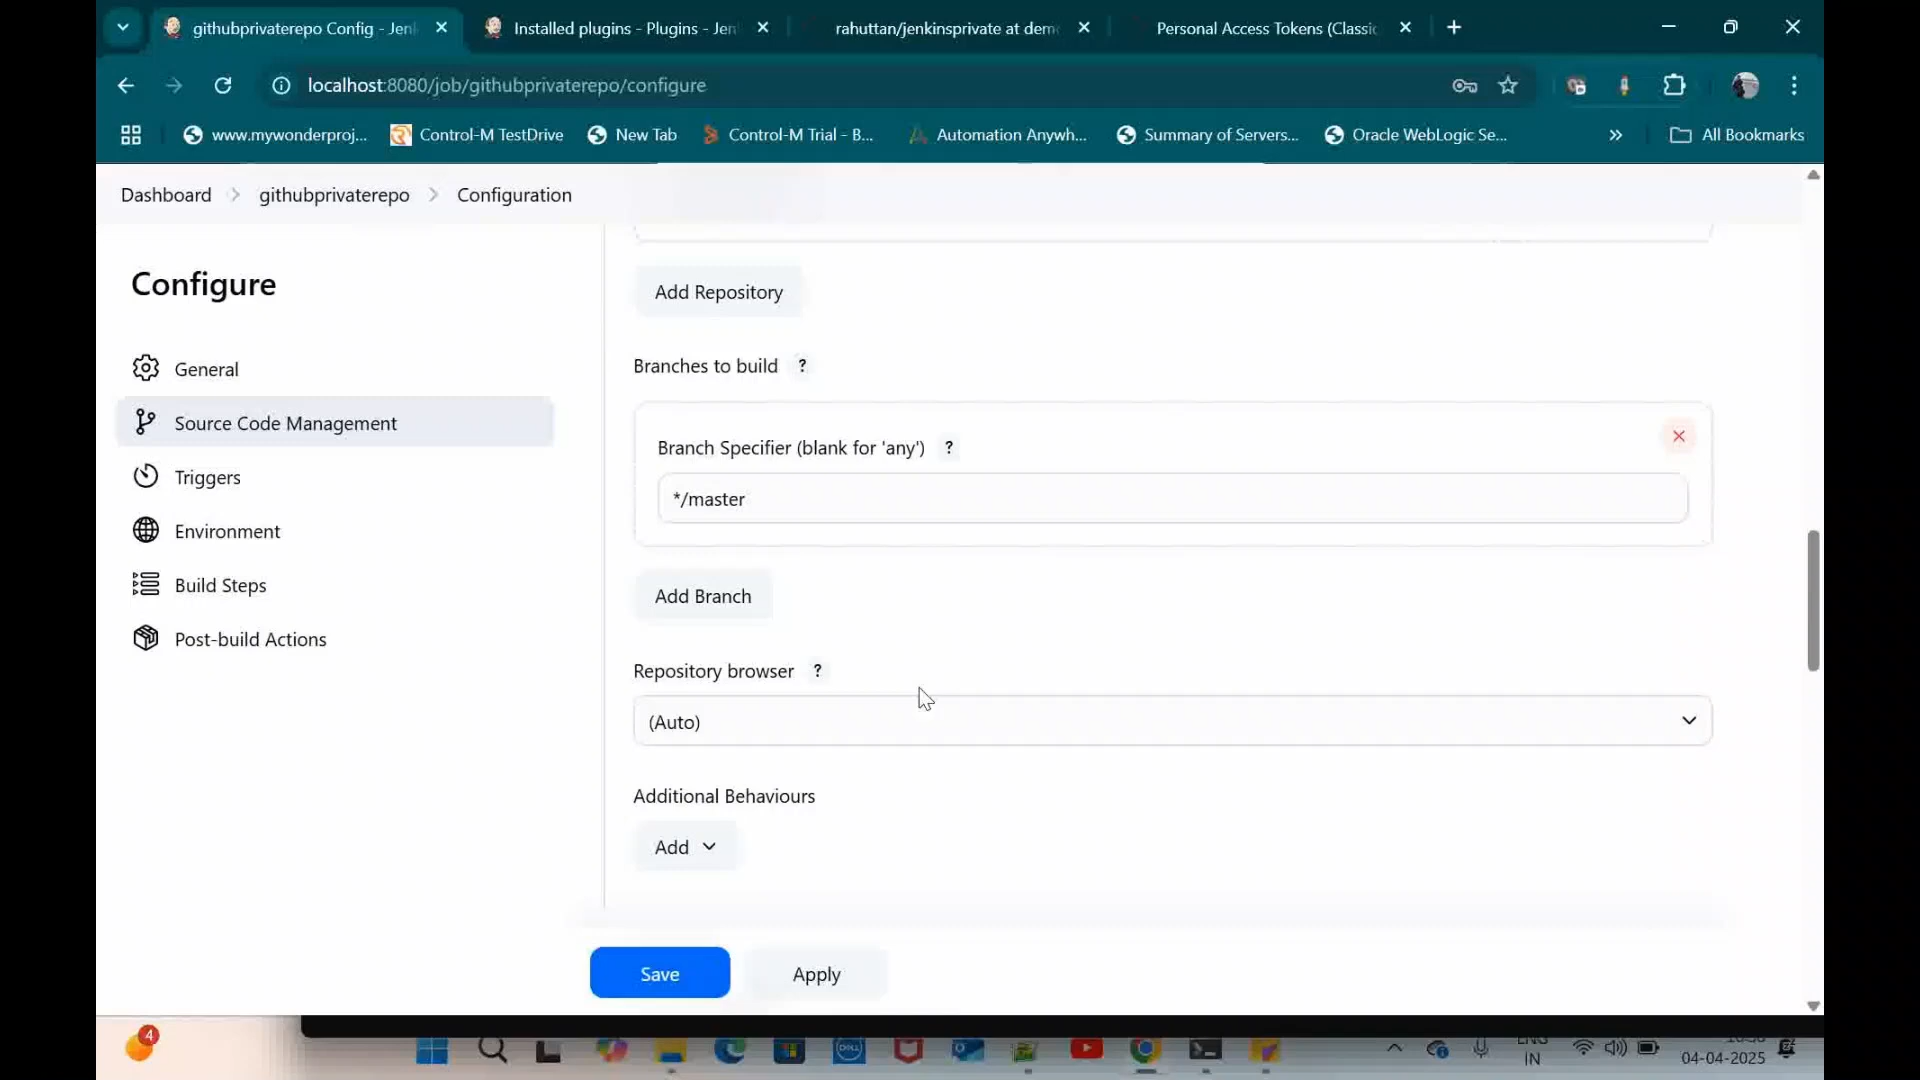 githubprivaterepo Config - Jen
Installed plugins - Plugins - Jen
rahuttan/jenkinsprivate at dem
Personal Access Tokens (Classic
localhost:8080/job/githubprivaterepo/configure
www.mywonderproj...
Control-M TestDrive
New Tab
Control-M Trial - B...
Automation Anywh...
Summary of Servers...
Oracle WebLogic Se...
All Bookmarks
Dashboard
githubprivaterepo
Configuration
Configure
General
Source Code Management
Triggers
Environment
Build Steps
Post-build Actions
Add Repository
Branches to build ?
Branch Specifier (blank for 'any') ?
*/master
Add Branch
Repository browser ?
(Auto)
Additional Behaviours
Add
Save
Apply
4
DELL
ENG
IN
04-04-2025